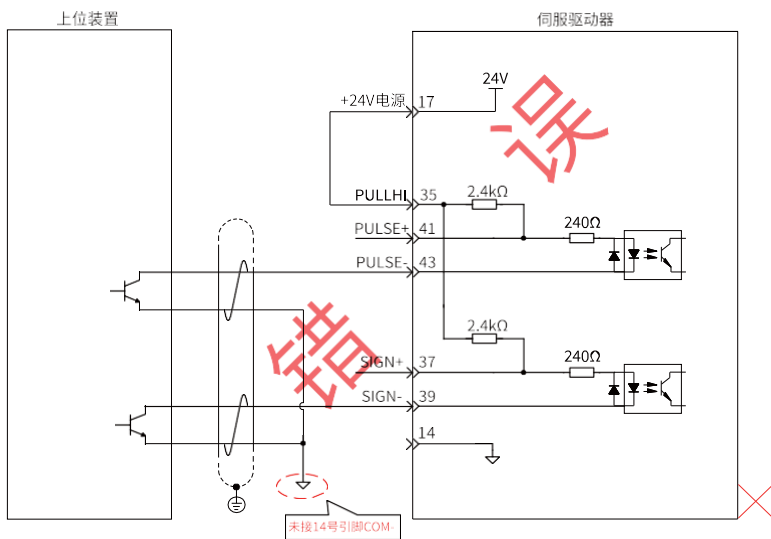 上位装置
伺服驱动器
24V
+24V电源
17
误
PULLHI
35
2.4kΩ
PULSE+
41
240Ω
PULSE-
43
错
2.4kΩ
SIGN+
37
240Ω
SIGN-
39
14
未接14号引脚COM-